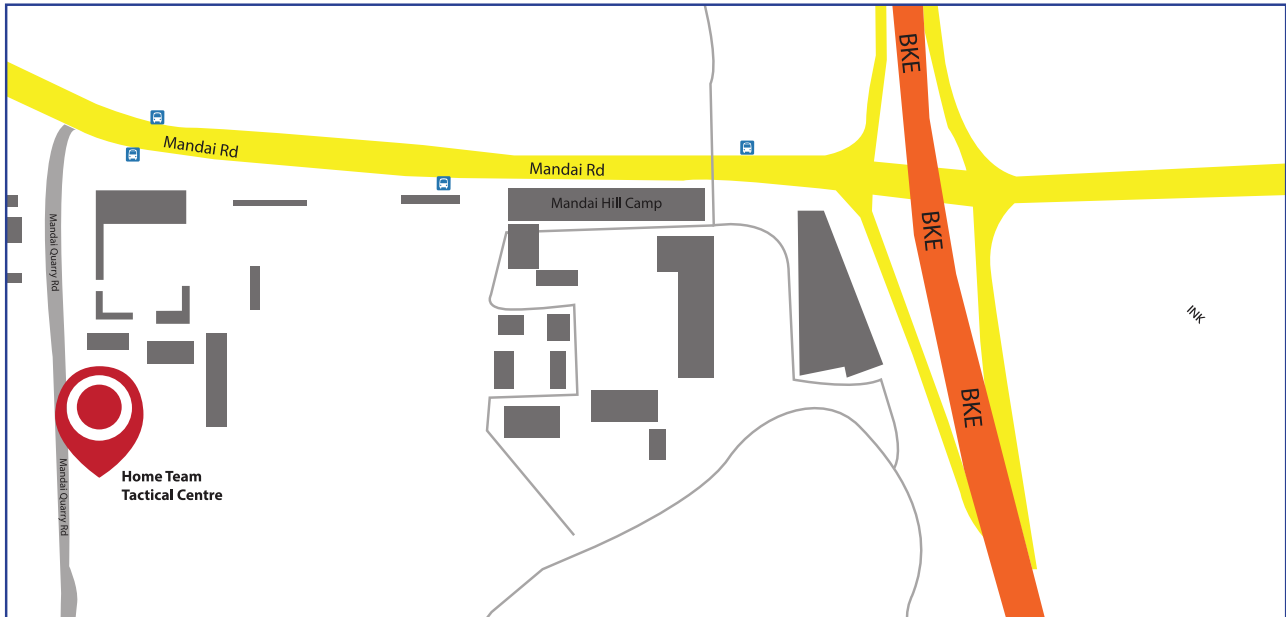 BKE
Mandai Rd
Mandai Rd
Mandai Hill Camp
Mandai Quarry Rd
BKE
INK
BKE
Home Team
Tactical Centre
Mandai Quarry Rd